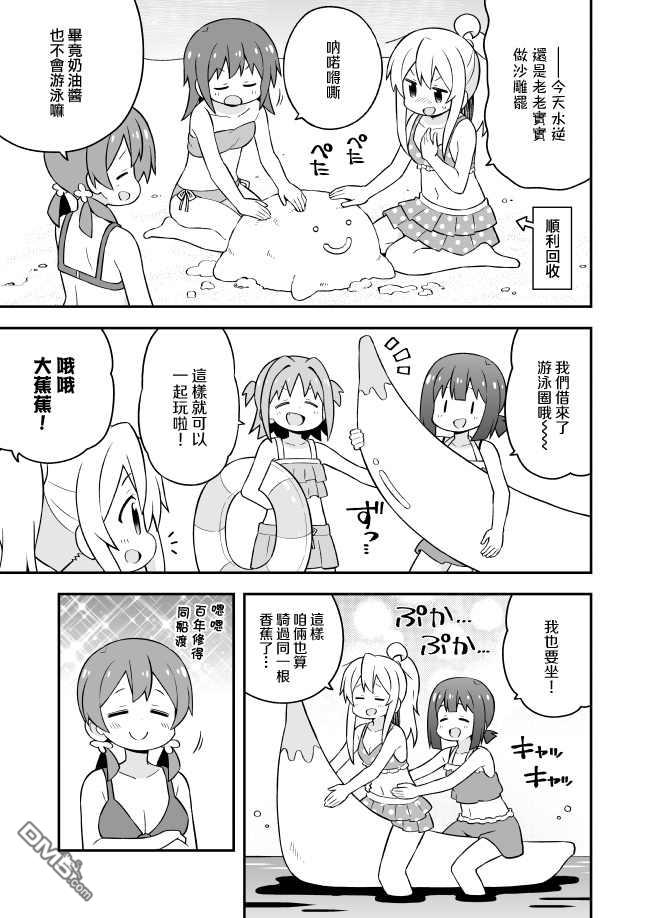 ——今天水逆
還是老老實實
做沙雕罷
吶喏嘚嘶
畢竟奶油醬
也不會游泳嘛
ぺた
ぺた
順利回收
我們借來了
游泳圈哦~~~
這樣就可以
一起玩啦！
哦哦
大蕉蕉！
ずっ…
我也要坐！
ぷか…
ぷか…
這樣
咱倆也算
騎過同一根
香蕉了…
キャッ
キャッ
嗯嗯
百年修得
同船渡
DM5.com